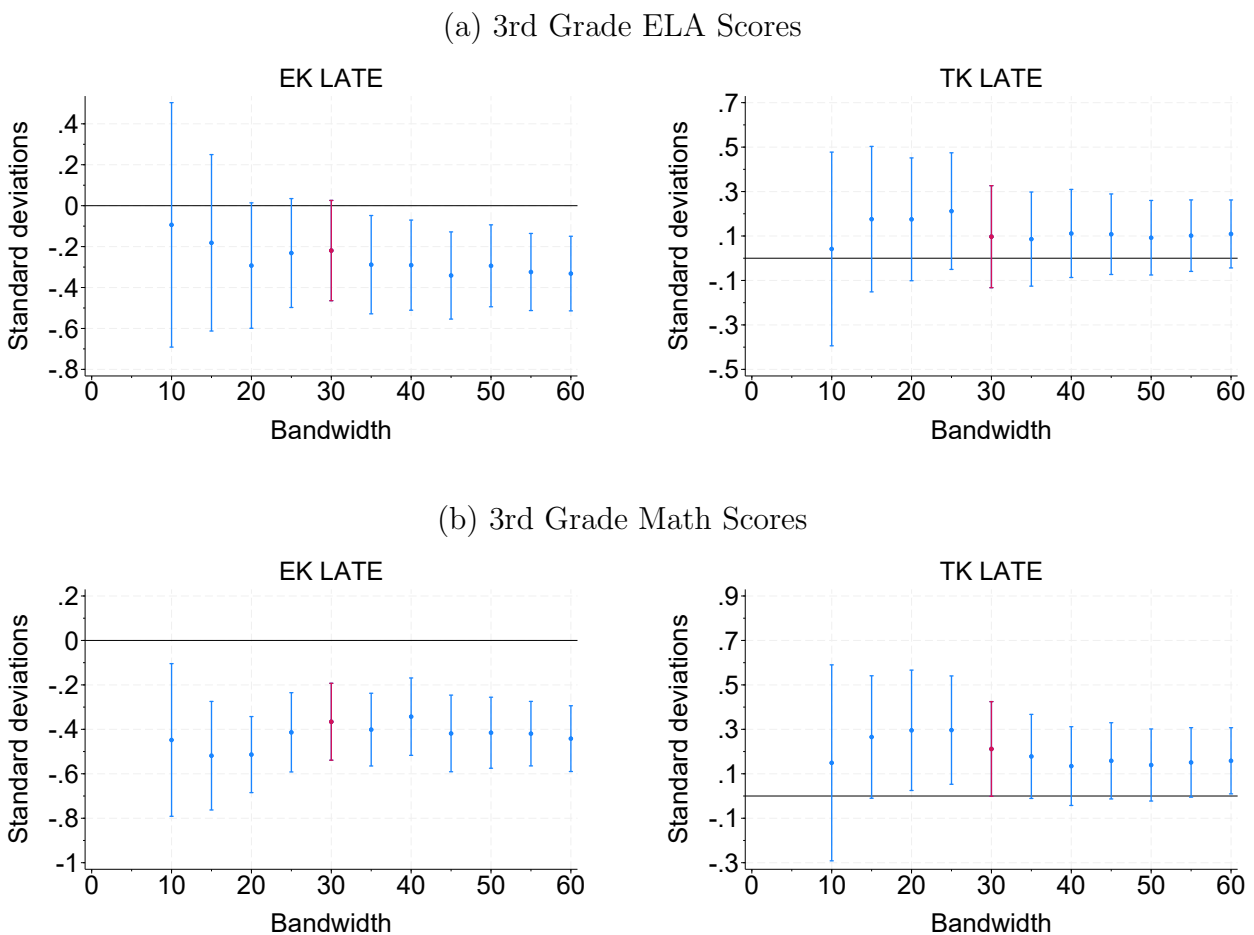 (a) 3rd Grade ELA Scores
EK LATE
Standard deviations
.4
.2
0
-.2
-.4
-.6
-.8
0 10 20 30 40 50 60
Bandwidth
TK LATE
Standard deviations
.7
.5
.3
.1
-.1
-.3
-.5
0 10 20 30 40 50 60
Bandwidth
(b) 3rd Grade Math Scores
EK LATE
Standard deviations
.2
0
-.2
-.4
-.6
-.8
-1
0 10 20 30 40 50 60
Bandwidth
TK LATE
Standard deviations
.9
.7
.5
.3
.1
-.1
-.3
0 10 20 30 40 50 60
Bandwidth